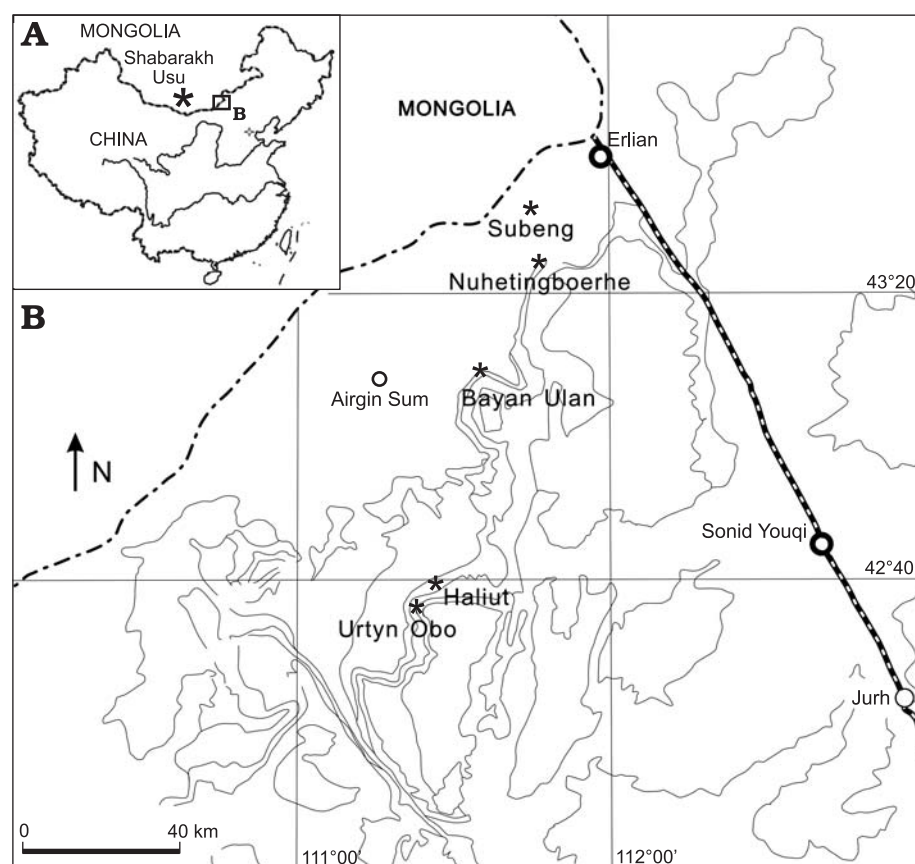 A
MONGOLIA
Shabarakh
Usu
B
CHINA
MONGOLIA
Erlian
Subeng
Nuhetingboerhe
43°20'
B
Airgin Sum
Bayan Ulan
N
Sonid Youqi
42°40'
Haliut
Urtyn Obo
Jurh
0 40 km
111°00' 112°00'